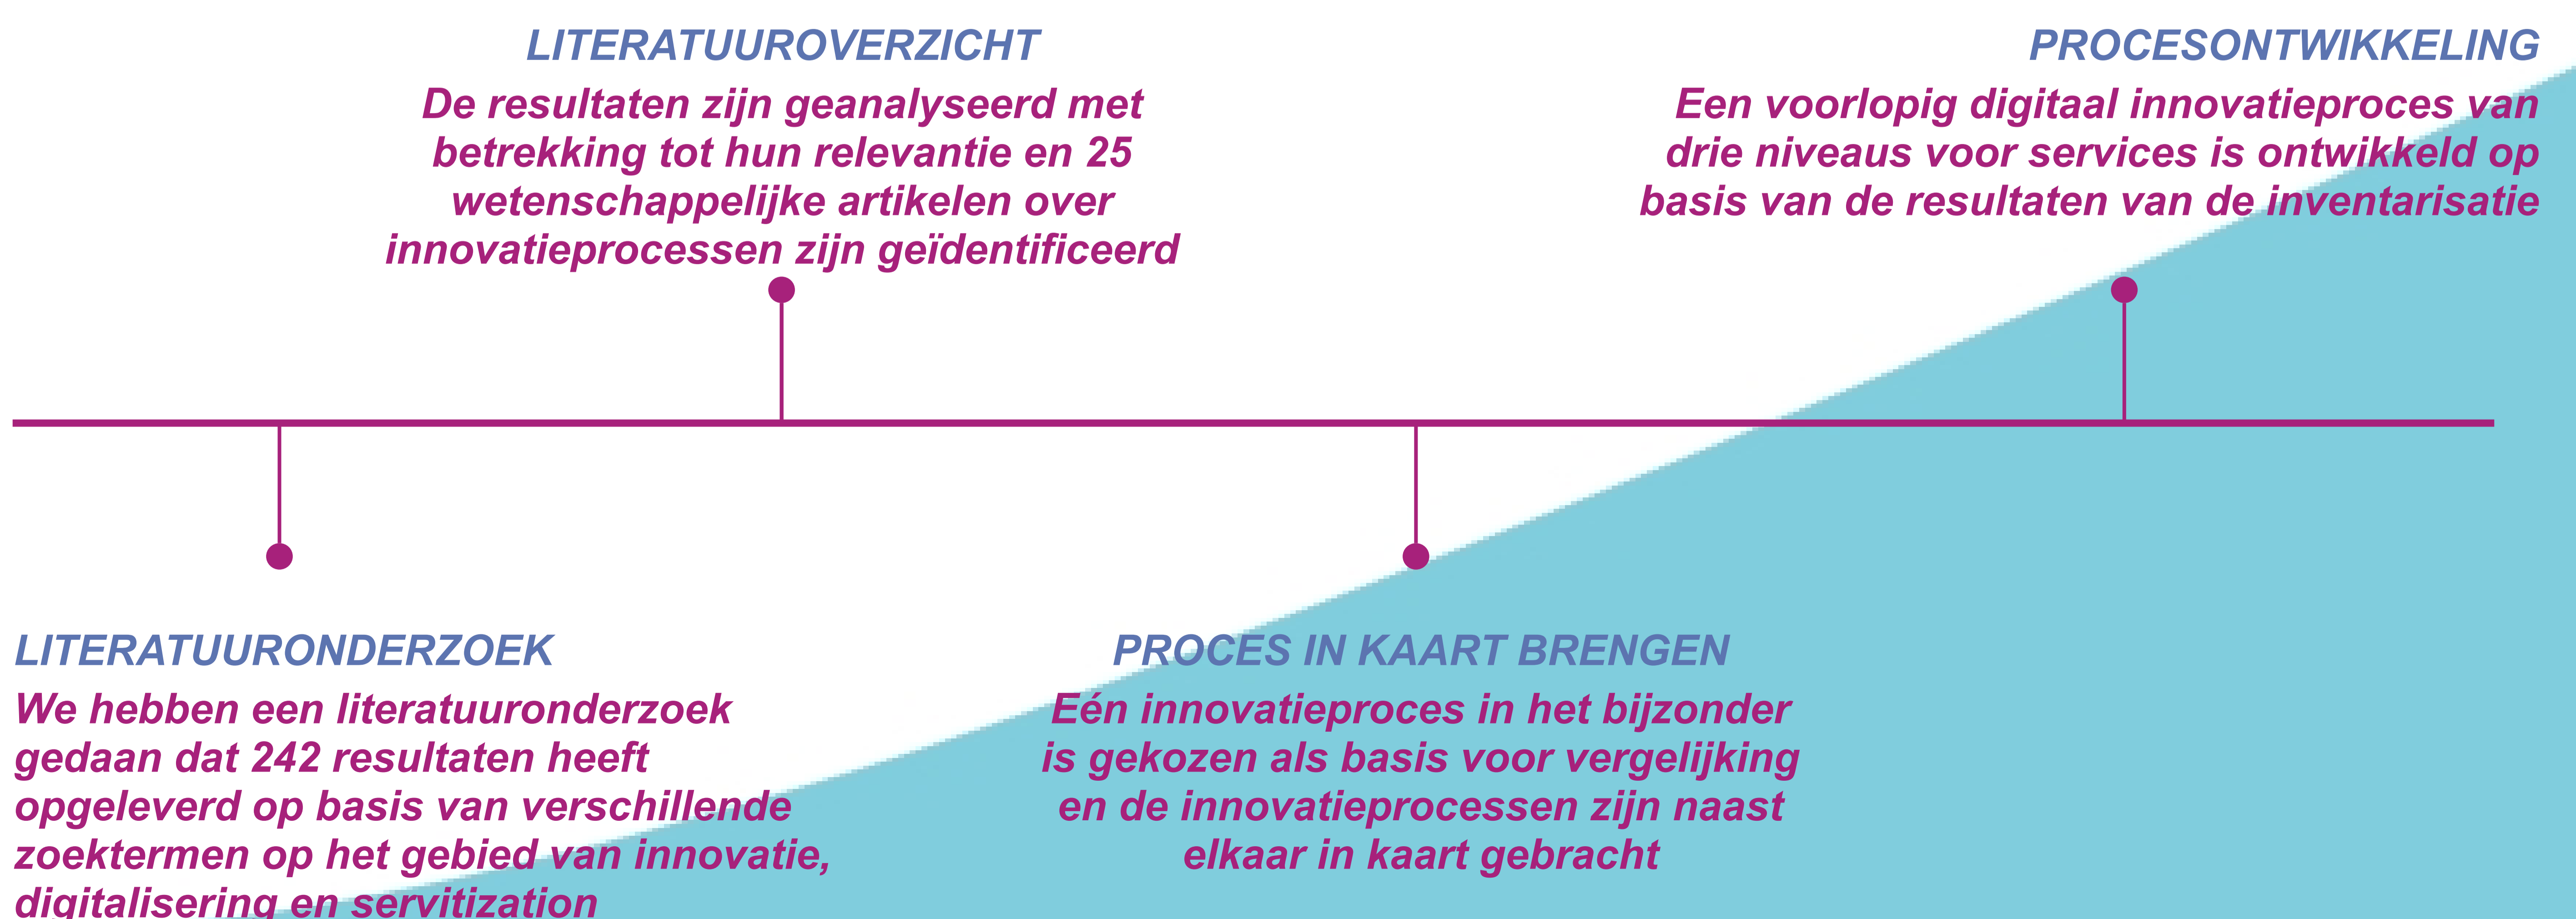 LITERATUUROVERZICHT
De resultaten zijn geanalyseerd met
betrekking tot hun relevantie en 25
wetenschappelijke artikelen over
innovatieprocessen zijn geïdentificeerd
PROCESONTWIKKELING
Een voorlopig digitaal innovatieproces van
drie niveaus voor services is ontwikkeld op
basis van de resultaten van de inventarisatie
LITERATUURONDERZOEK
We hebben een literatuuronderzoek
gedaan dat 242 resultaten heeft
opgeleverd op basis van verschillende
zoektermen op het gebied van innovatie,
digitalisering en servitization
PROCES IN KAART BRENGEN
Eén innovatieproces in het bijzonder
is gekozen als basis voor vergelijking
en de innovatieprocessen zijn naast
elkaar in kaart gebracht